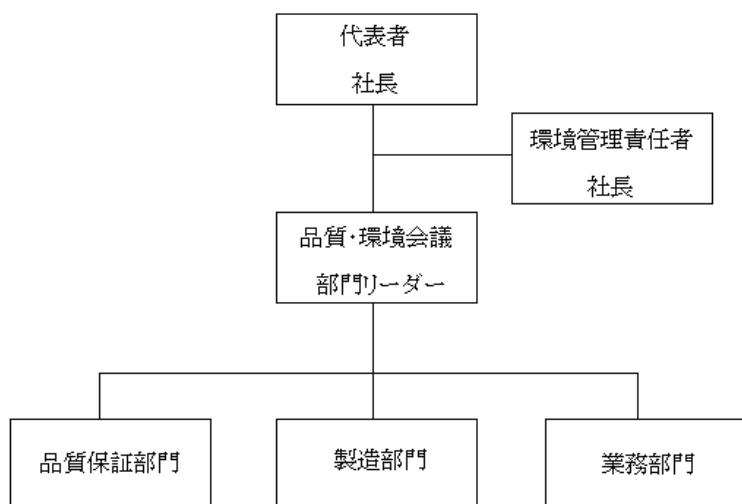 代表者
社長
環境管理責任者
社長
品質・環境会議
部門リーダー
品質保証部門
製造部門
業務部門